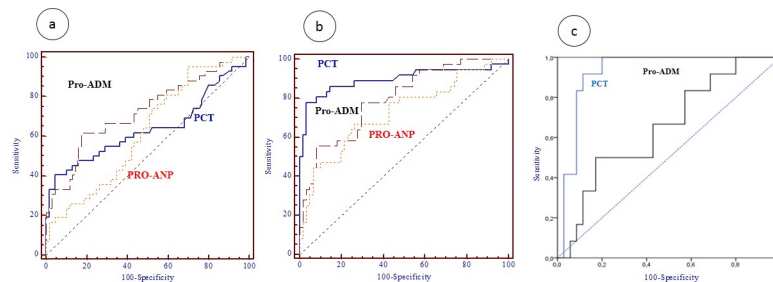 a
b
c
100
80
60
40
20
0
Sensitivity
Pro-ADM
PCT
PRO-ANP
0 20 40 60 80 100
100-Specificity
100
80
60
40
20
0
Sensitivity
PCT
Pro-ADM
PRO-ANP
0 20 40 60 80 100
100-Specificity
1,0
0,8
0,6
0,4
0,2
0,0
Sensitivity
PCT
Pro-ADM
0,0 0,2 0,4 0,6 0,8
100-Specificity